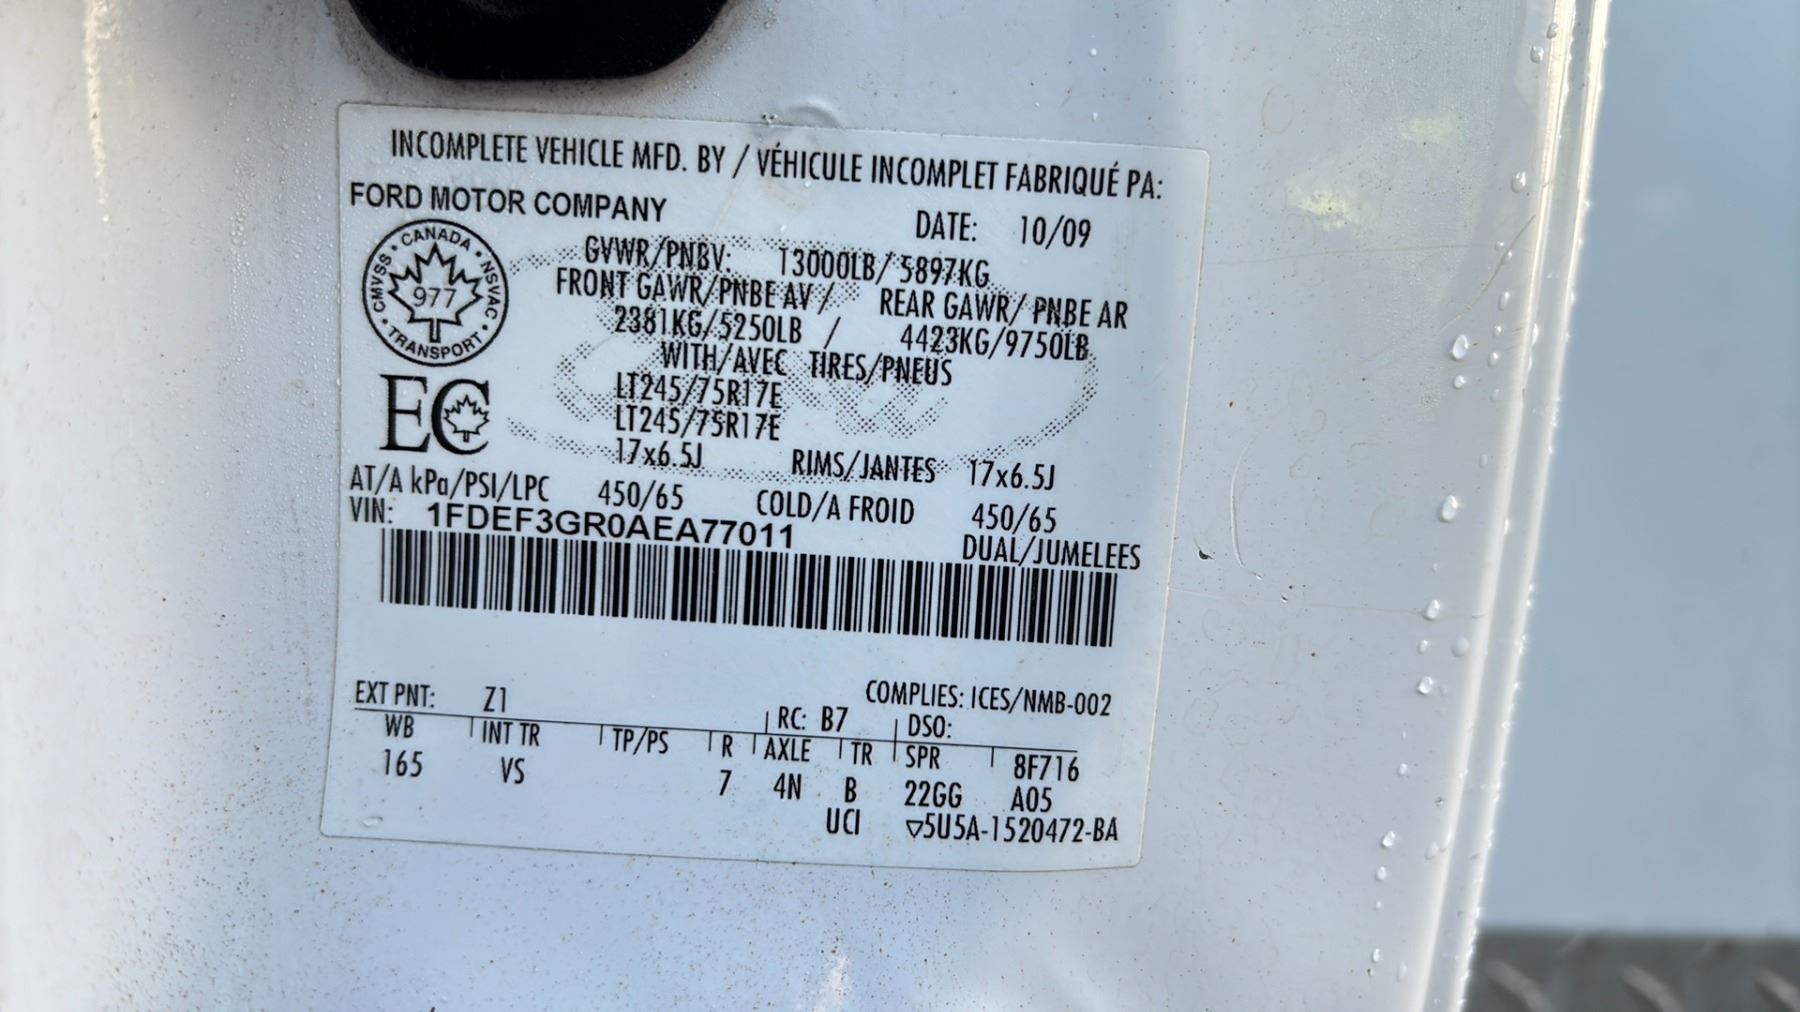 INCOMPLETE VEHICLE MFD. BY / VÉHICULE INCOMPLET FABRIQUÉ PA:
FORD MOTOR COMPANY
DATE: 10/09
CANADA
CMVSS • NSVAC
977
TRANSPORT
GVWR/PNBV: 13000LB/ 5897KG
FRONT GAWR/PNBE AV / REAR GAWR/ PNBE AR
2381KG/5250LB / 4423KG/9750LB
WITH/AVEC TIRES/PNEUS
EC
LT245/75R17E
LT245/75R17E
17x6.5J RIMS/JANTES 17x6.5J
AT/A kPa/PSI/LPC 450/65 COLD/A FROID 450/65
VIN: 1FDEF3GR0AEA77011
DUAL/JUMELEES
EXT PNT: Z1 COMPLIES: ICES/NMB-002
RC: B7 DSO:
WB INT TR TP/PS R AXLE TR SPR 8F716
165 VS 7 4N B 22GG A05
UCI ▽5U5A-1520472-BA